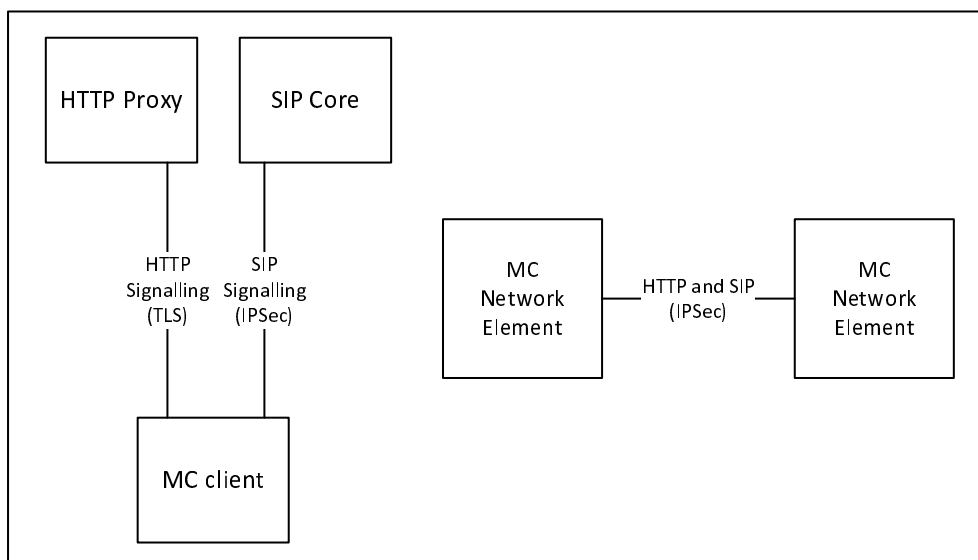 HTTP Proxy
SIP Core
HTTP
Signalling
(TLS)
SIP
Signalling
(IPSec)
MC client
MC
Network
Element
HTTP and SIP
(IPSec)
MC
Network
Element